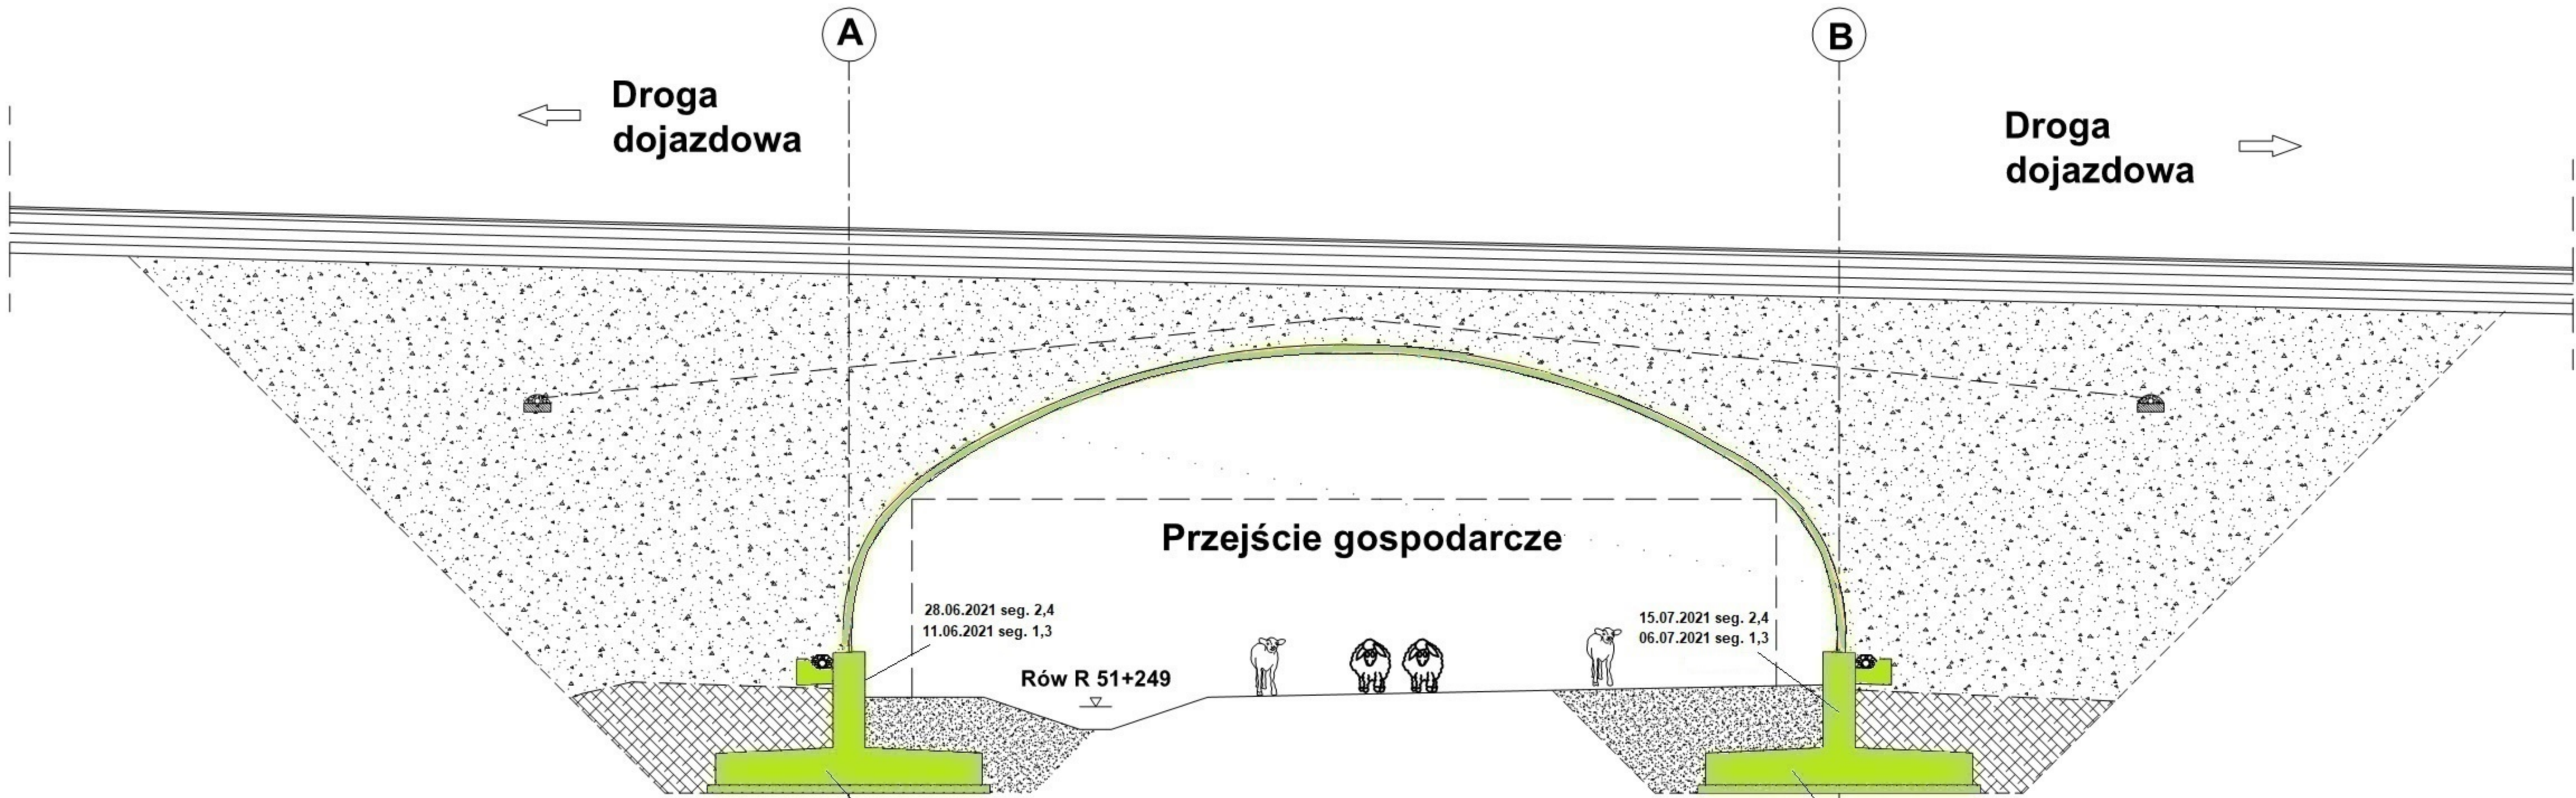 A
B
Droga
dojazdowa
Droga
dojazdowa
Przejście gospodarcze
28.06.2021 seg. 2,4
11.06.2021 seg. 1,3
15.07.2021 seg. 2,4
06.07.2021 seg. 1,3
Rów R 51+249